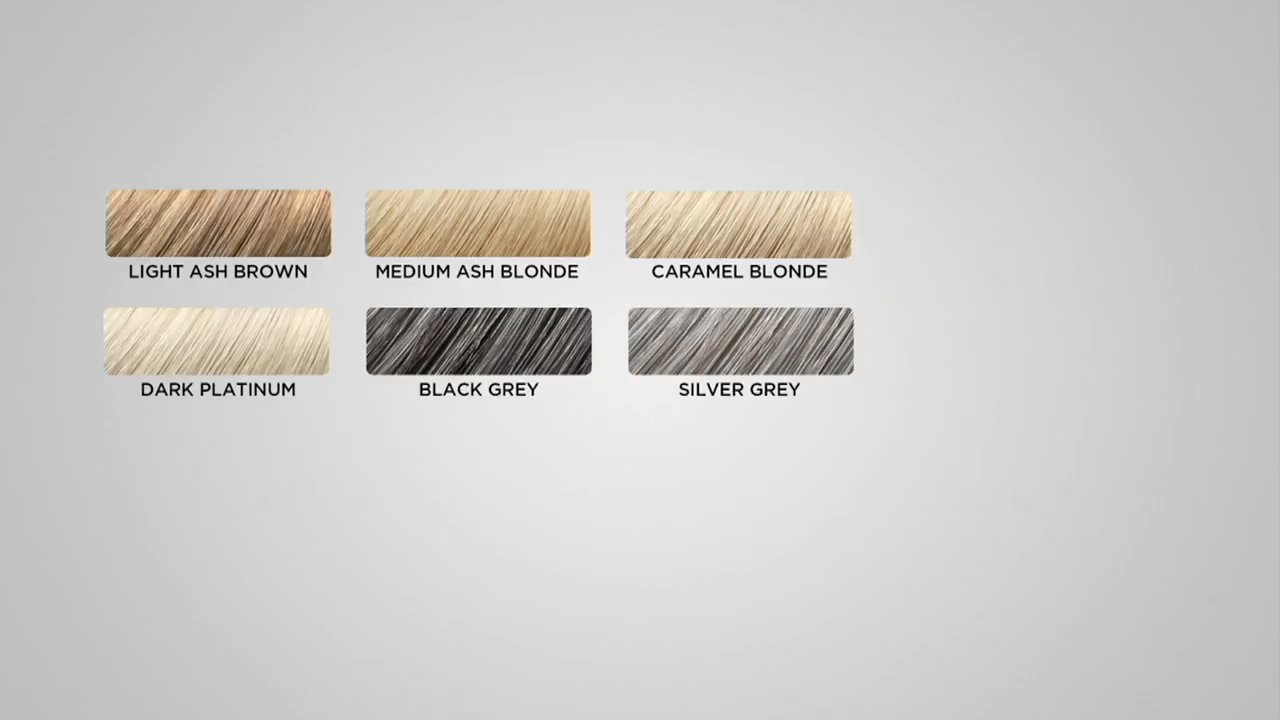 LIGHT ASH BROWN
MEDIUM ASH BLONDE
CARAMEL BLONDE
DARK PLATINUM
BLACK GREY
SILVER GREY